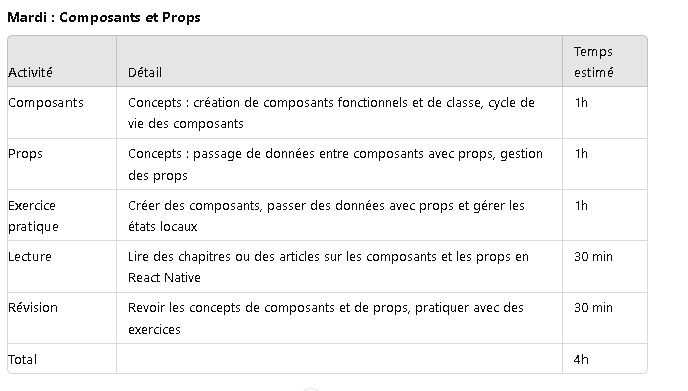 Mardi : Composants et Props
Activité Détail Temps estimé
Composants Concepts : création de composants fonctionnels et de classe, cycle de 1h
vie des composants
Props Concepts : passage de données entre composants avec props, gestion 1h
des props
Exercice Créer des composants, passer des données avec props et gérer les 1h
pratique états locaux
Lecture Lire des chapitres ou des articles sur les composants et les props en 30 min
React Native
Révision Revoir les concepts de composants et de props, pratiquer avec des 30 min
exercices
Total 4h